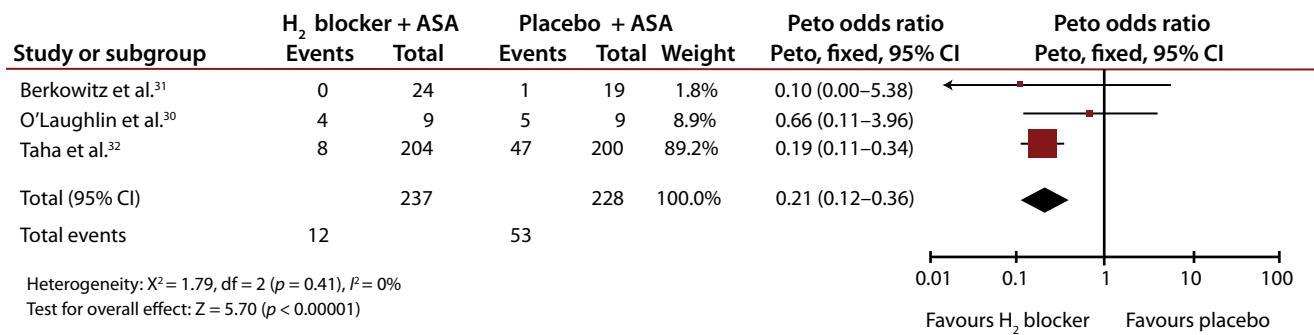 H₂ blocker + ASA Placebo + ASA Peto odds ratio Peto odds ratio
Study or subgroup Events Total Events Total Weight Peto, fixed, 95% CI Peto, fixed, 95% CI
Berkowitz et al.³¹ 0 24 1 19 1.8% 0.10 (0.00–5.38)
O'Laughlin et al.³⁰ 4 9 5 9 8.9% 0.66 (0.11–3.96)
Taha et al.³² 8 204 47 200 89.2% 0.19 (0.11–0.34)
Total (95% CI) 237 228 100.0% 0.21 (0.12–0.36)
Total events 12 53
Heterogeneity: X² = 1.79, df = 2 (p = 0.41), I² = 0%
Test for overall effect: Z = 5.70 (p < 0.00001)
0.01 0.1 1 10 100
Favours H₂ blocker Favours placebo